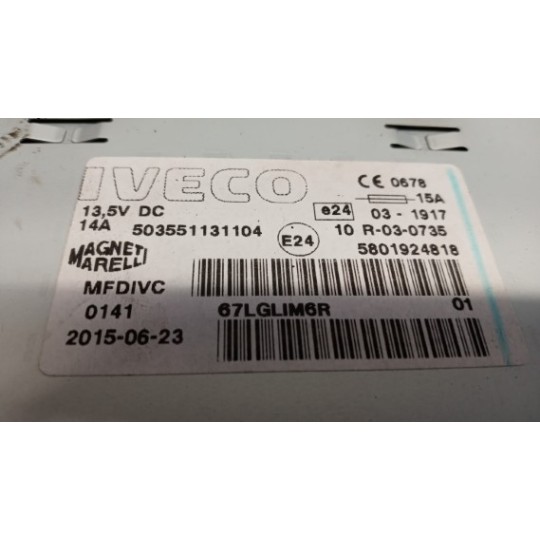 IVECO
CE 0678
15A
13,5V DC
14A 503551131104
e24 03 - 1917
E24 10 R-03-0735
5801924818
MAGNETI
MARELLI
MFDIVC
0141
67LGLIM6R 01
2015-06-23